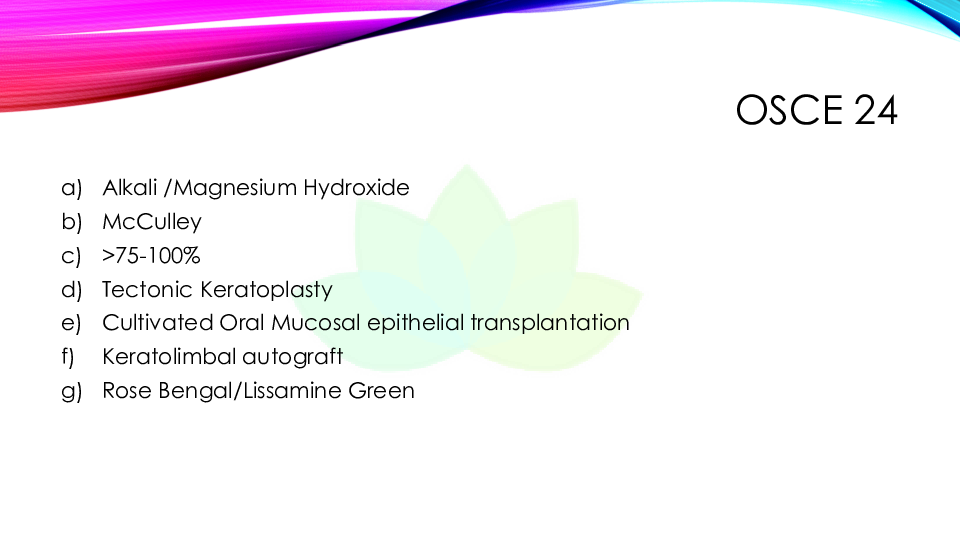 OSCE 24
a) Alkali /Magnesium Hydroxide
b) McCulley
c) >75-100%
d) Tectonic Keratoplasty
e) Cultivated Oral Mucosal epithelial transplantation
f) Keratolimbal autograft
g) Rose Bengal/Lissamine Green